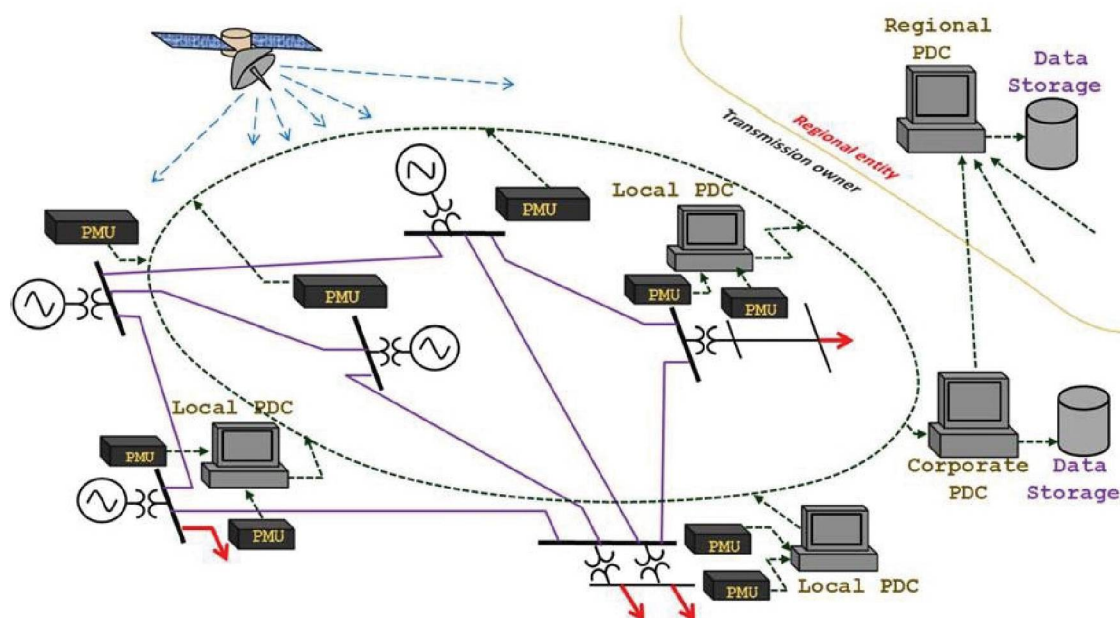 Regional
PDC
Data
Storage
Regional entity
Transmission owner
Local PDC
PMU
PMU
PMU
PMU
PMU
Local PDC
PMU
PMU
Corporate
PDC
Data
Storage
PMU
PMU
Local PDC